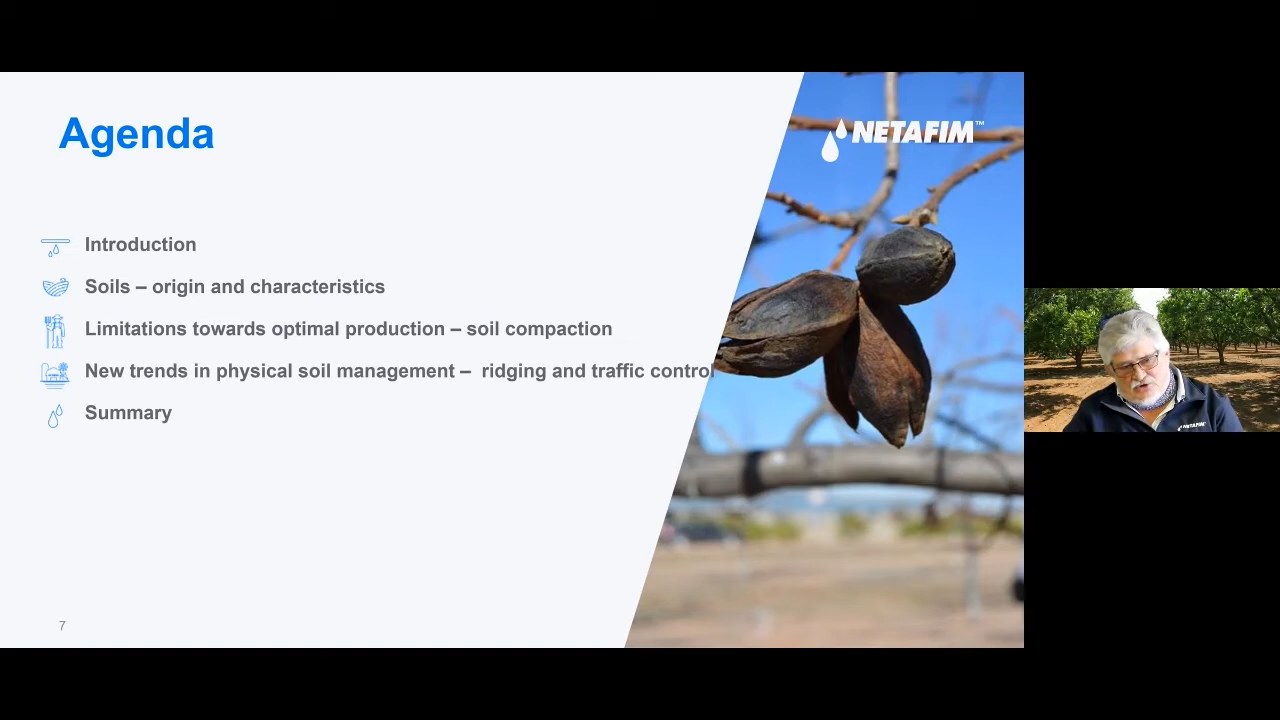 Agenda
NETAFIM™
Introduction
Soils – origin and characteristics
Limitations towards optimal production – soil compaction
New trends in physical soil management –  ridging and traffic control
Summary
NETAFIM
7